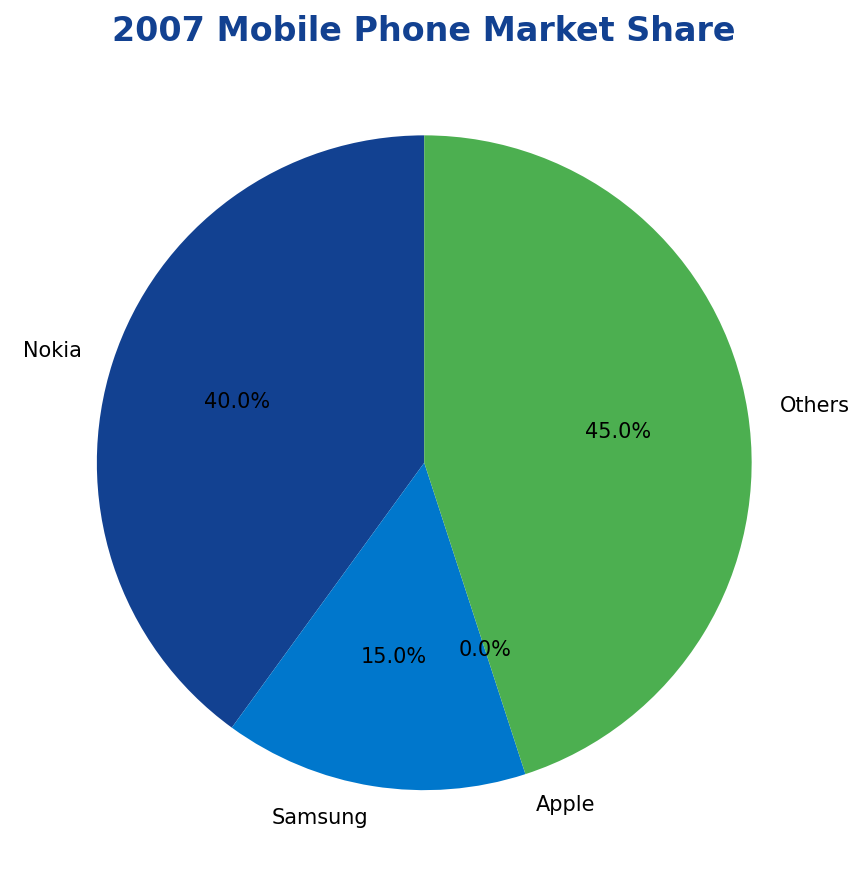 2007 Mobile Phone Market Share
Nokia
40.0%
Others
45.0%
15.0%
0.0%
Samsung
Apple